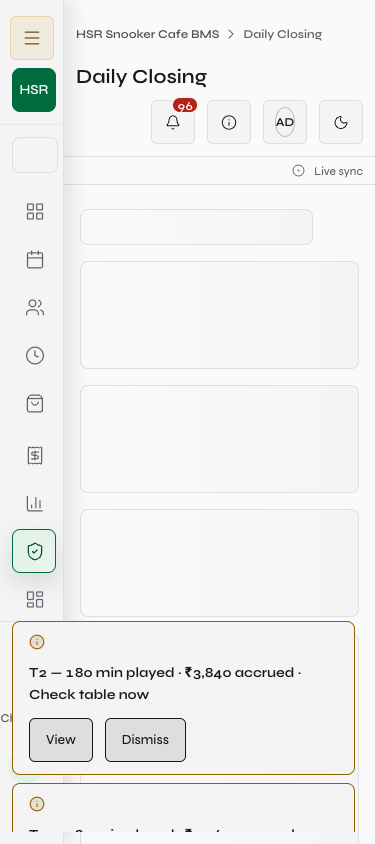 HSR Snooker Cafe BMS > Daily Closing
HSR
Daily Closing
96
AD
Live sync
T2 — 180 min played · ₹3,840 accrued ·
Check table now
View
Dismiss